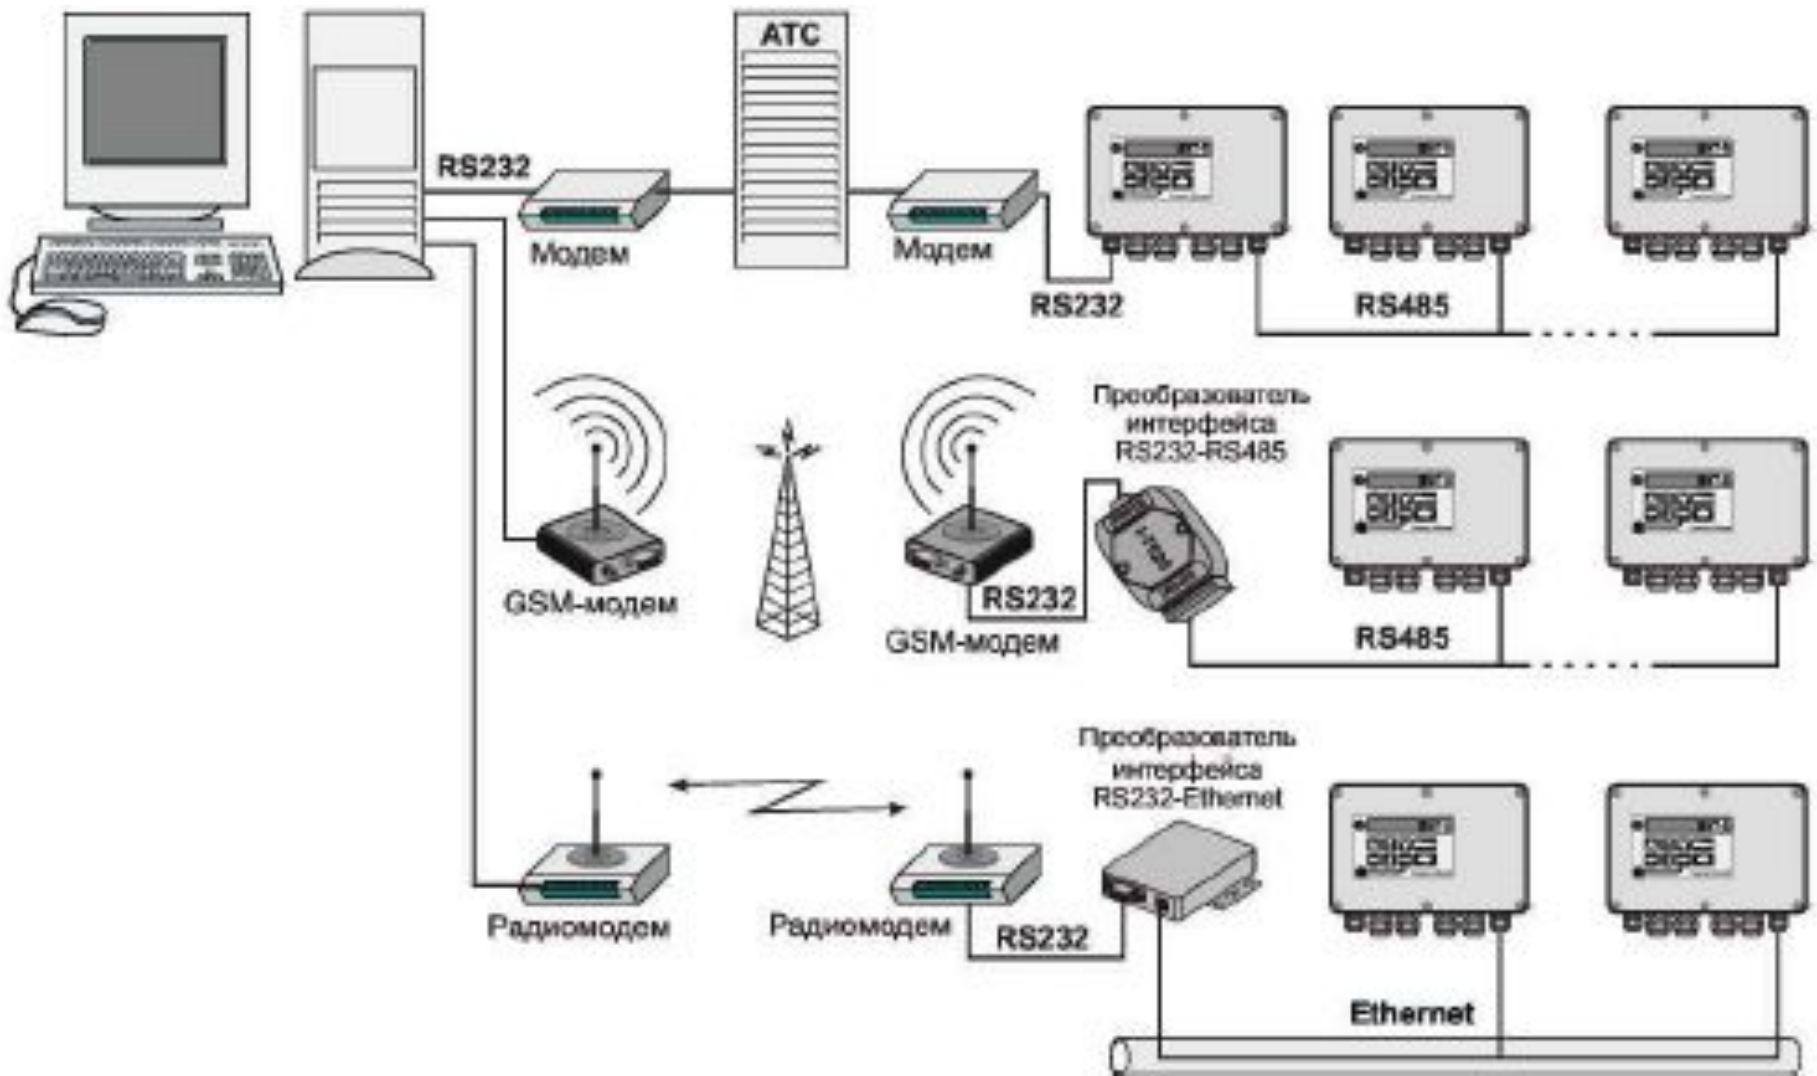 АТС
RS232
Модем
Модем
RS232
RS485
Преобразователь
интерфейса
RS232-RS485
GSM-модем
RS232
GSM-модем
RS485
Преобразователь
интерфейса
RS232-Ethernet
Радиомодем
Радиомодем
RS232
Ethernet